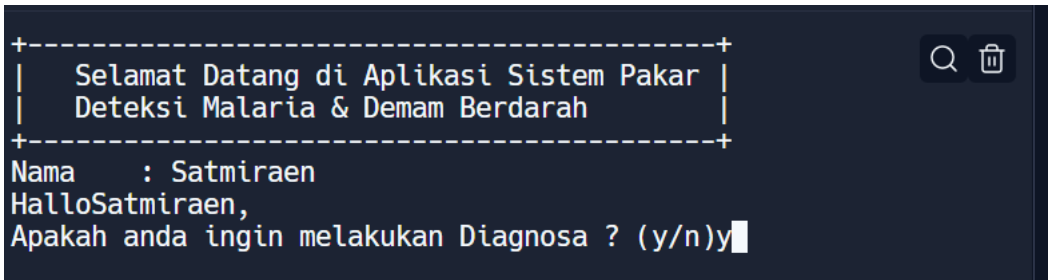 +-------------------------------------------+
|   Selamat Datang di Aplikasi Sistem Pakar |
|   Deteksi Malaria & Demam Berdarah        |
+-------------------------------------------+
Nama    : Satmiraen
HalloSatmiraen,
Apakah anda ingin melakukan Diagnosa ? (y/n)y